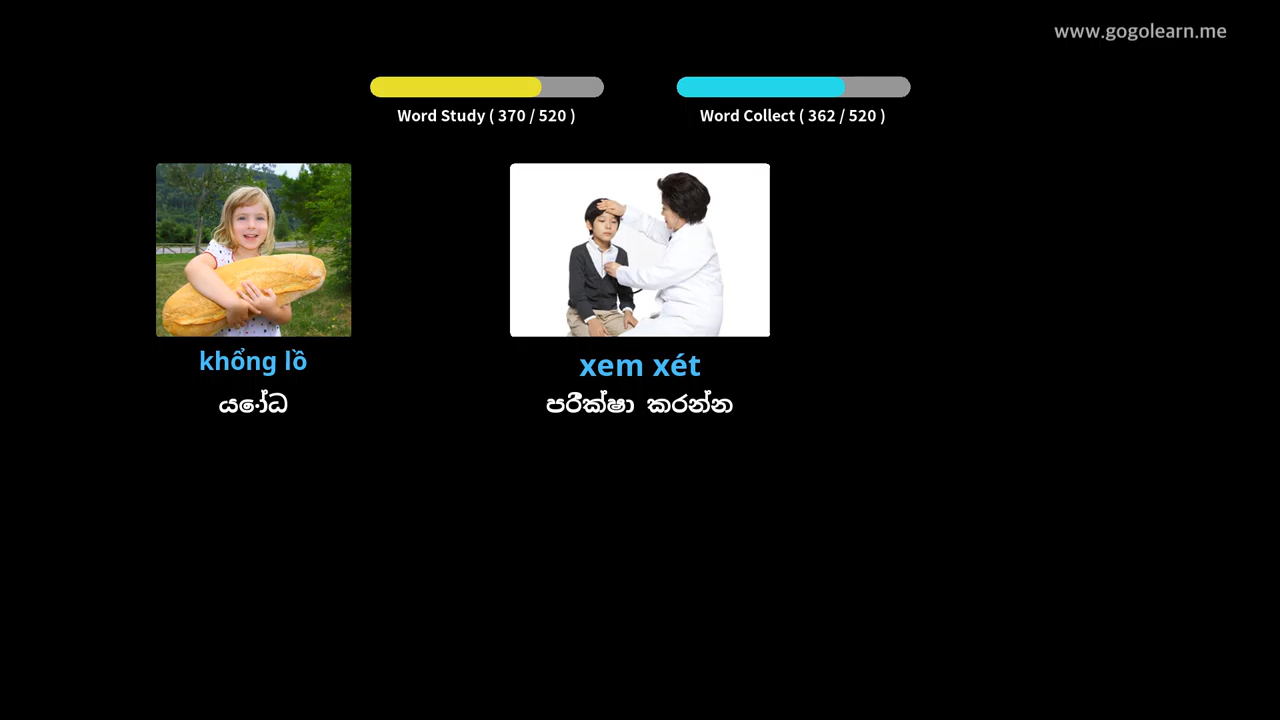 www.gogolearn.me
Word Study ( 370 / 520 )
Word Collect ( 362 / 520 )
khổng lồ
යෝධ
xem xét
පරීක්ෂා කරන්න